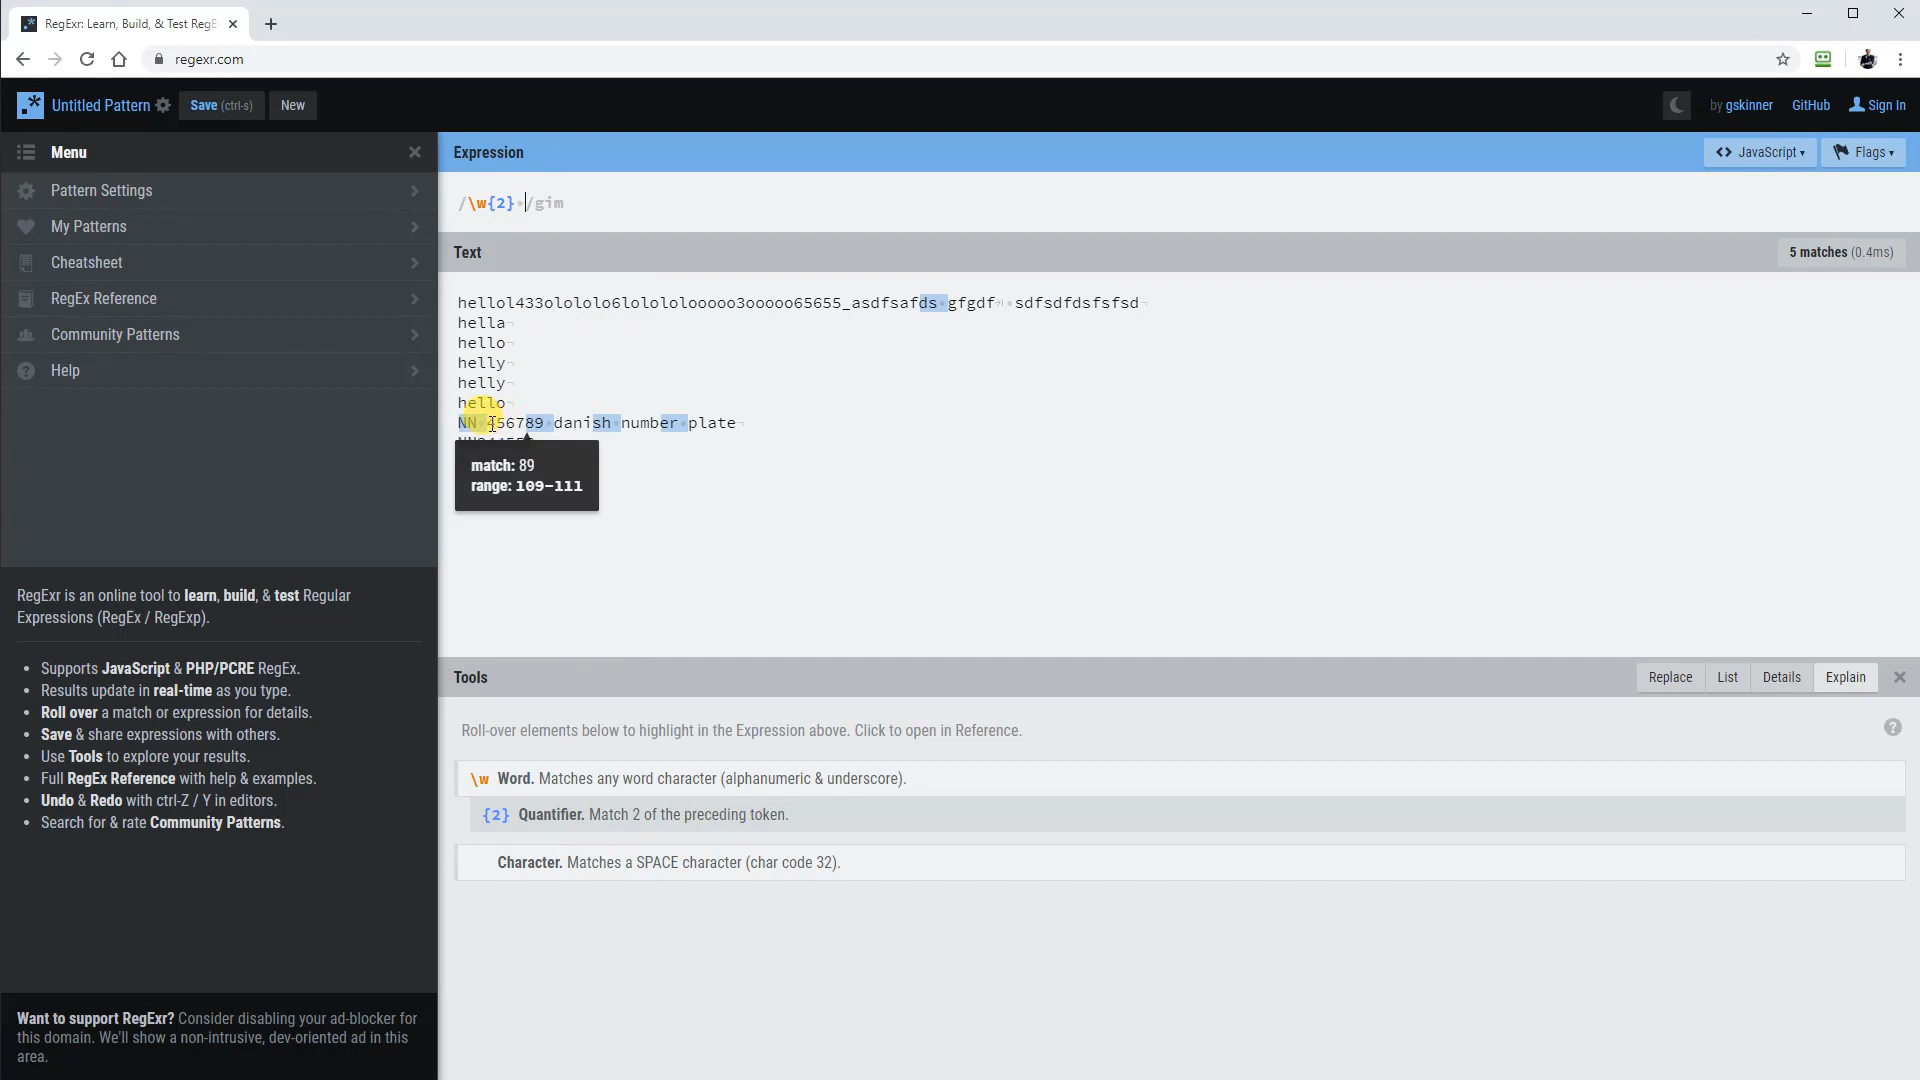 RegExr: Learn, Build, & Test RegE
regexr.com
Untitled Pattern
Save (ctrl-s)
New
by gskinner
GitHub
Sign In
Menu
Pattern Settings
My Patterns
Cheatsheet
RegEx Reference
Community Patterns
Help
RegExr is an online tool to learn, build, & test Regular
Expressions (RegEx / RegExp).
• Supports JavaScript & PHP/PCRE RegEx.
• Results update in real-time as you type.
• Roll over a match or expression for details.
• Save & share expressions with others.
• Use Tools to explore your results.
• Full RegEx Reference with help & examples.
• Undo & Redo with ctrl-Z / Y in editors.
• Search for & rate Community Patterns.
Want to support RegExr? Consider disabling your ad-blocker for
this domain. We'll show a non-intrusive, dev-oriented ad in this
area.
Expression
JavaScript
Flags
/\w{2} /gim
Text
5 matches (0.4ms)
hellol433olololo6lolololooooo3ooooo65655_asdfsafds gfgdf sdfsdfdsfsfsd
hella
hello
helly
helly
hello
NN 456789 danish number plate
match: 89
range: 109-111
Tools
Replace
List
Details
Explain
Roll-over elements below to highlight in the Expression above. Click to open in Reference.
\w Word. Matches any word character (alphanumeric & underscore).
{2} Quantifier. Match 2 of the preceding token.
Character. Matches a SPACE character (char code 32).